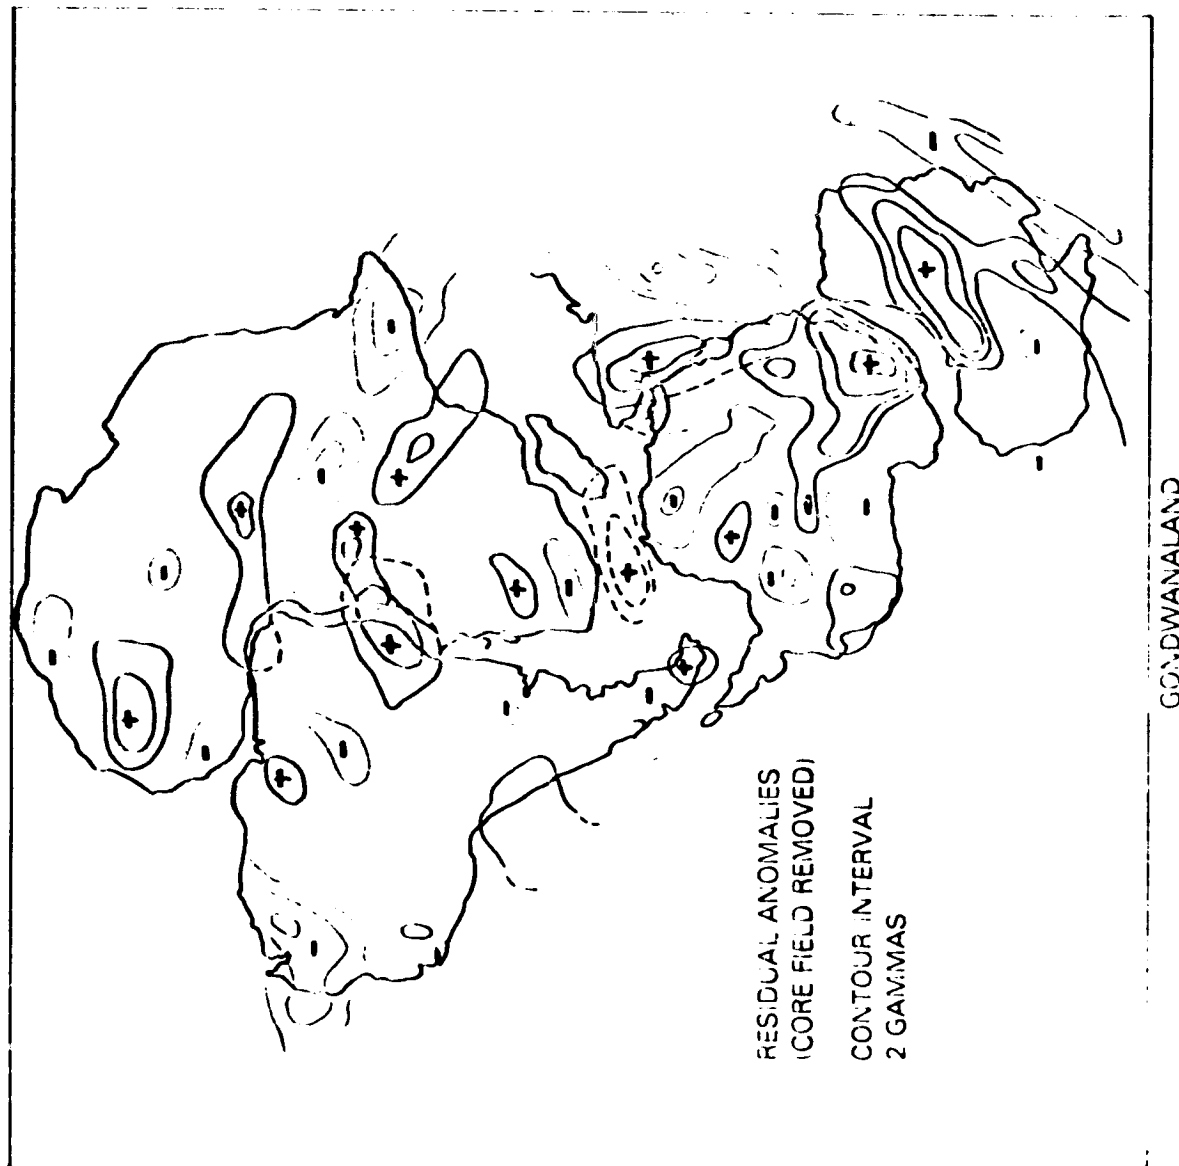 RESIDUAL ANOMALIES
(CORE FIELD REMOVED)
CONTOUR INTERVAL
2 GAMMAS
GONDWANALAND